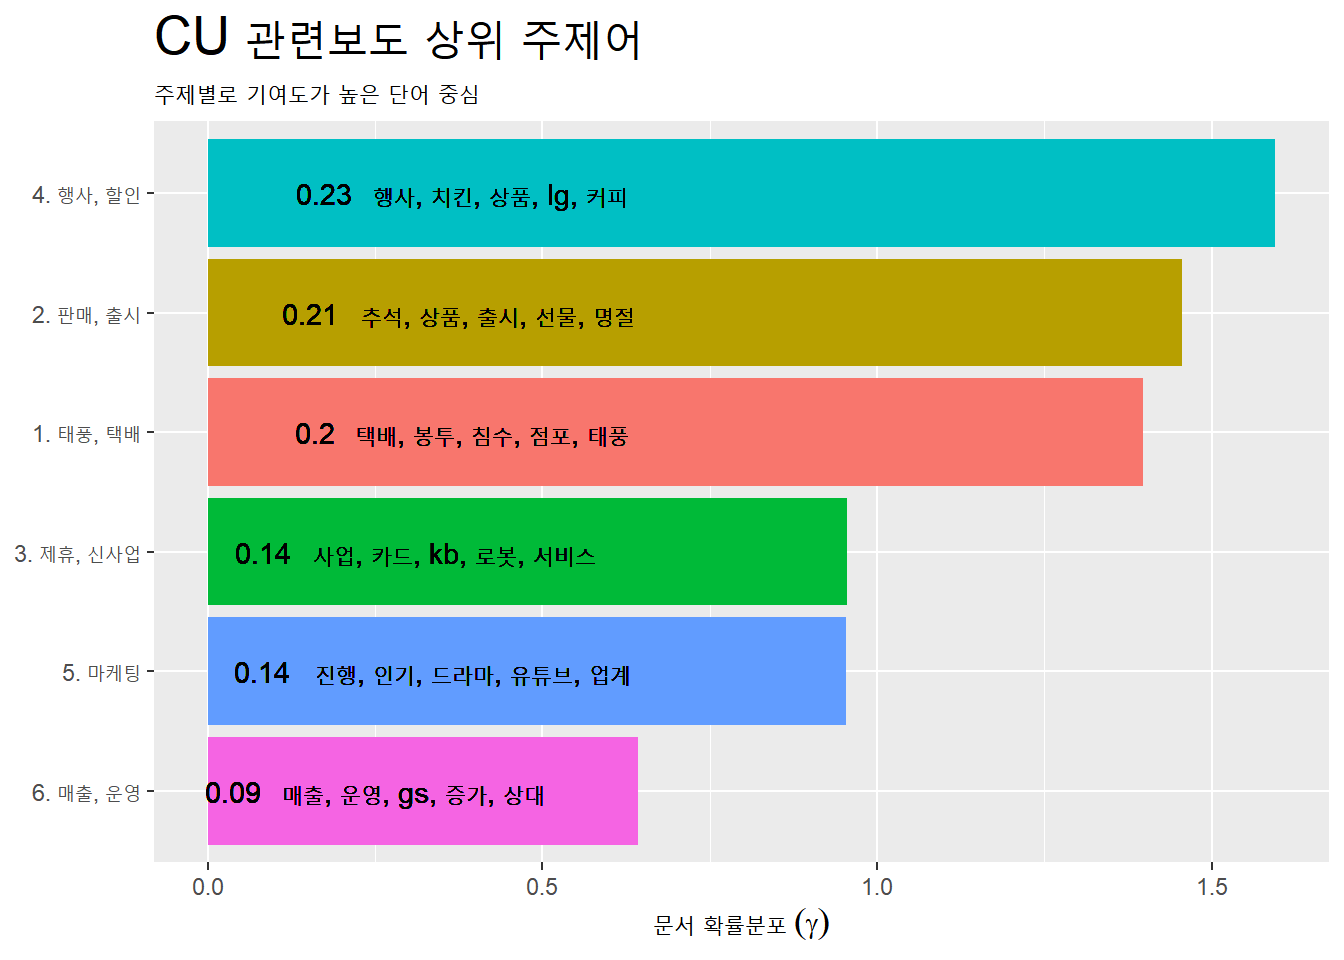 CU 관련보도 상위 주제어
주제별로 기여도가 높은 단어 중심
4. 행사, 할인
0.23 행사, 치킨, 상품, lg, 커피
2. 판매, 출시
0.21 추석, 상품, 출시, 선물, 명절
1. 태풍, 택배
0.2 택배, 봉투, 침수, 점포, 태풍
3. 제휴, 신사업
0.14 사업, 카드, kb, 로봇, 서비스
5. 마케팅
0.14 진행, 인기, 드라마, 유튜브, 업계
6. 매출, 운영
0.09 매출, 운영, gs, 증가, 상대
0.0 0.5 1.0 1.5
문서 확률분포 (γ)